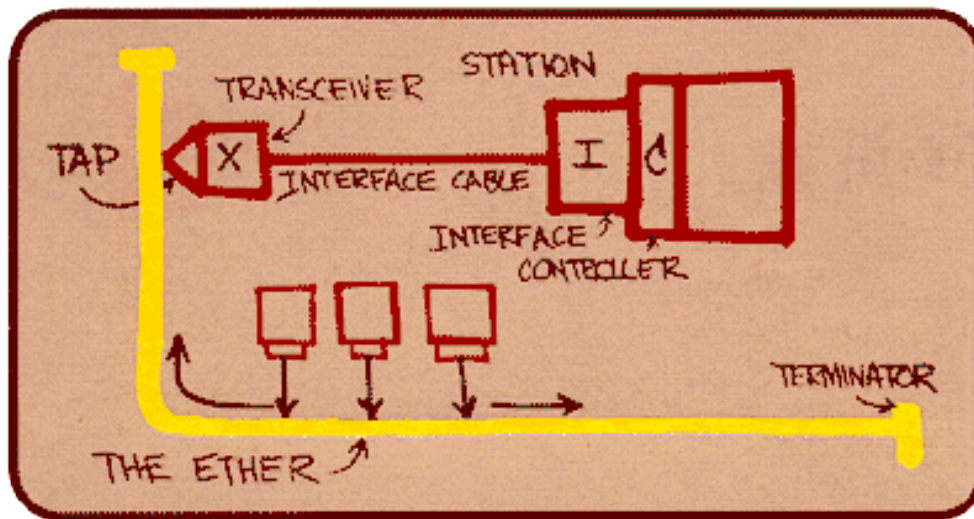 STATION
TRANSCEIVER
TAP
X
I
C
INTERFACE CABLE
INTERFACE
CONTROLLER
TERMINATOR
THE ETHER